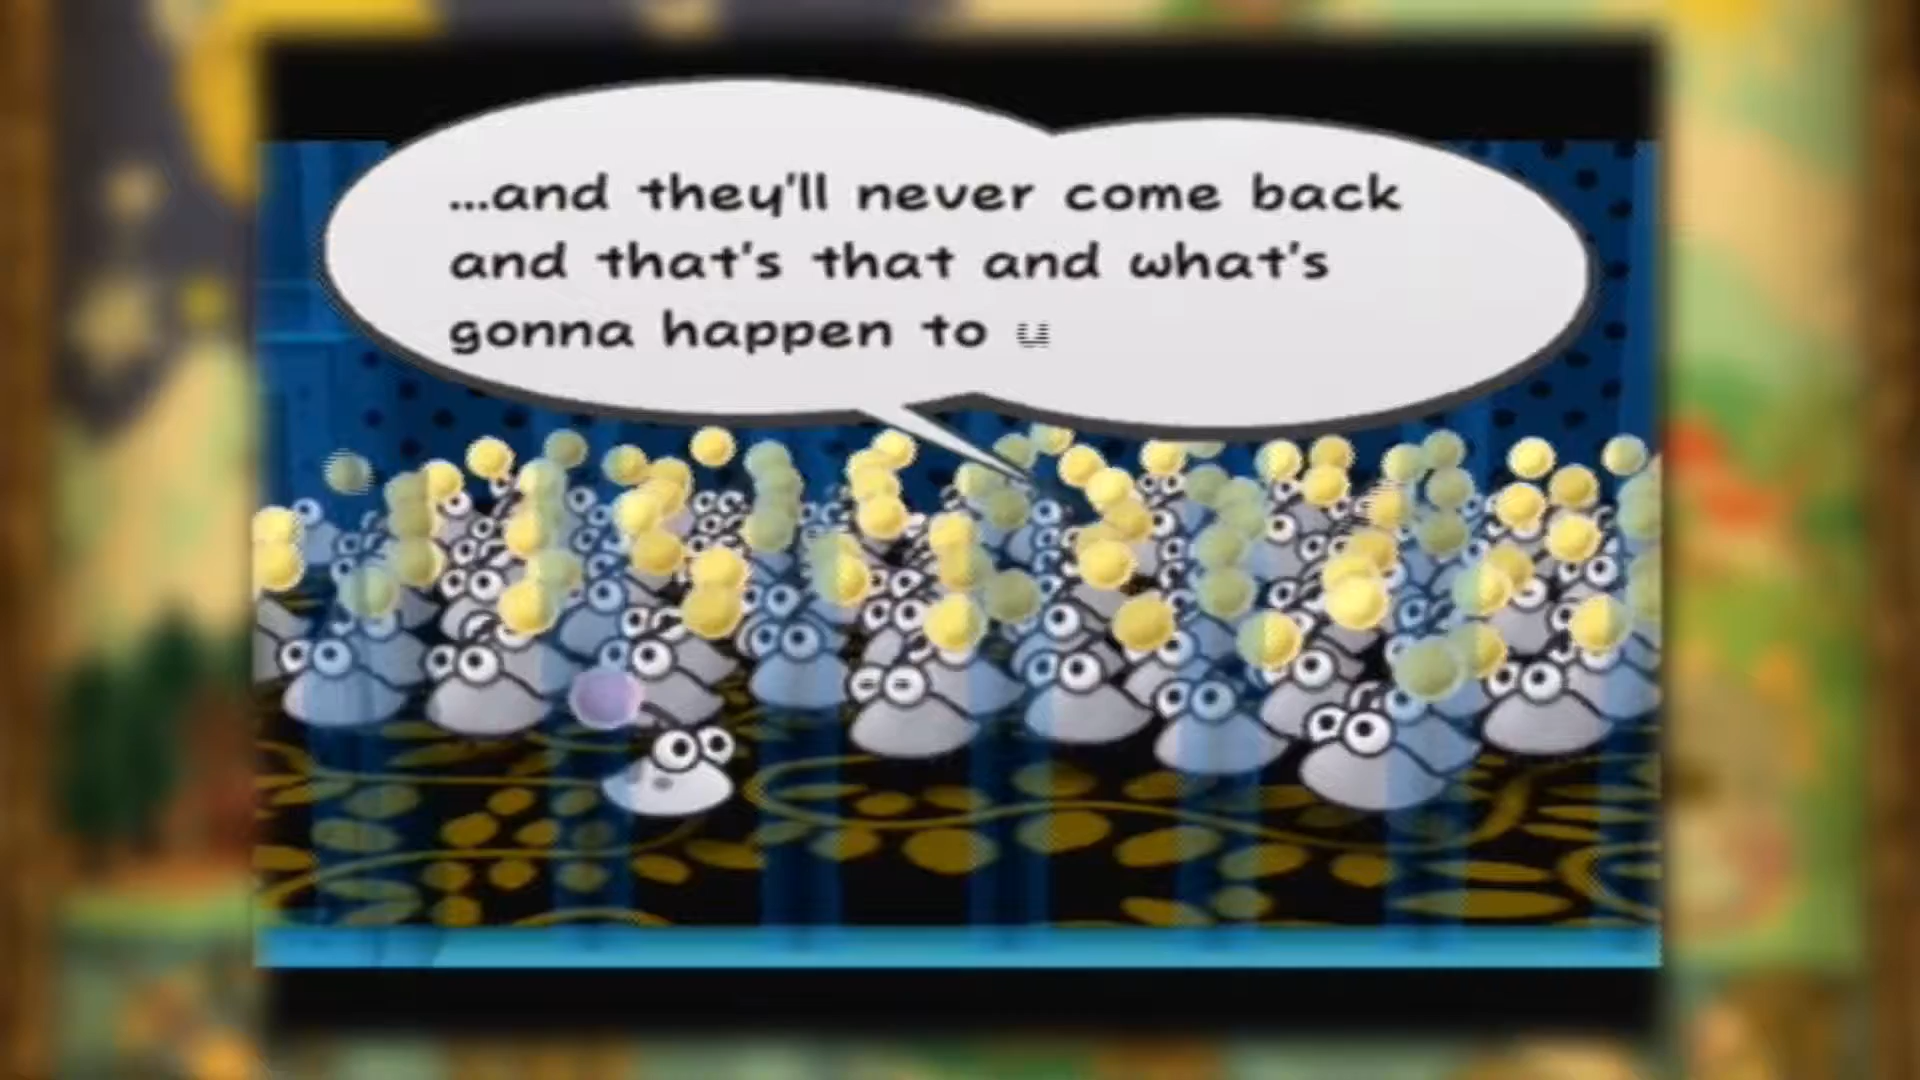 ...and they'll never come back
and that's that and what's
gonna happen to u